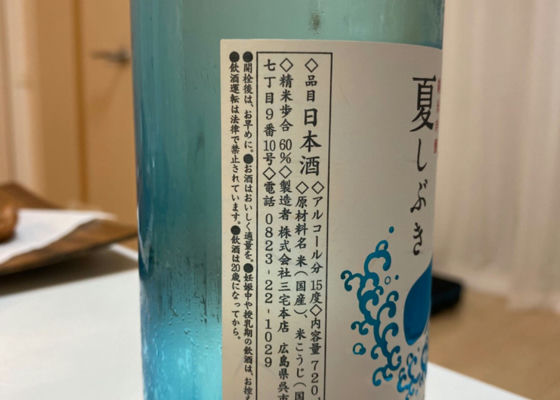 夏しぶき
◇品目 日本酒 ◇アルコール分 15度◇内容量 720
◇原材料名 米(国産)、米こうじ(国
◇精米歩合 60%◇製造者 株式会社三宅本店 広島県呉市
七丁目9番10号◇電話 0823-22-1029
●開栓後は、お早めに。●お酒はおいしく適量を。●妊娠中や授乳期の飲酒は、お控
●飲酒運転は法律で禁止されています。●飲酒は20歳になってから。